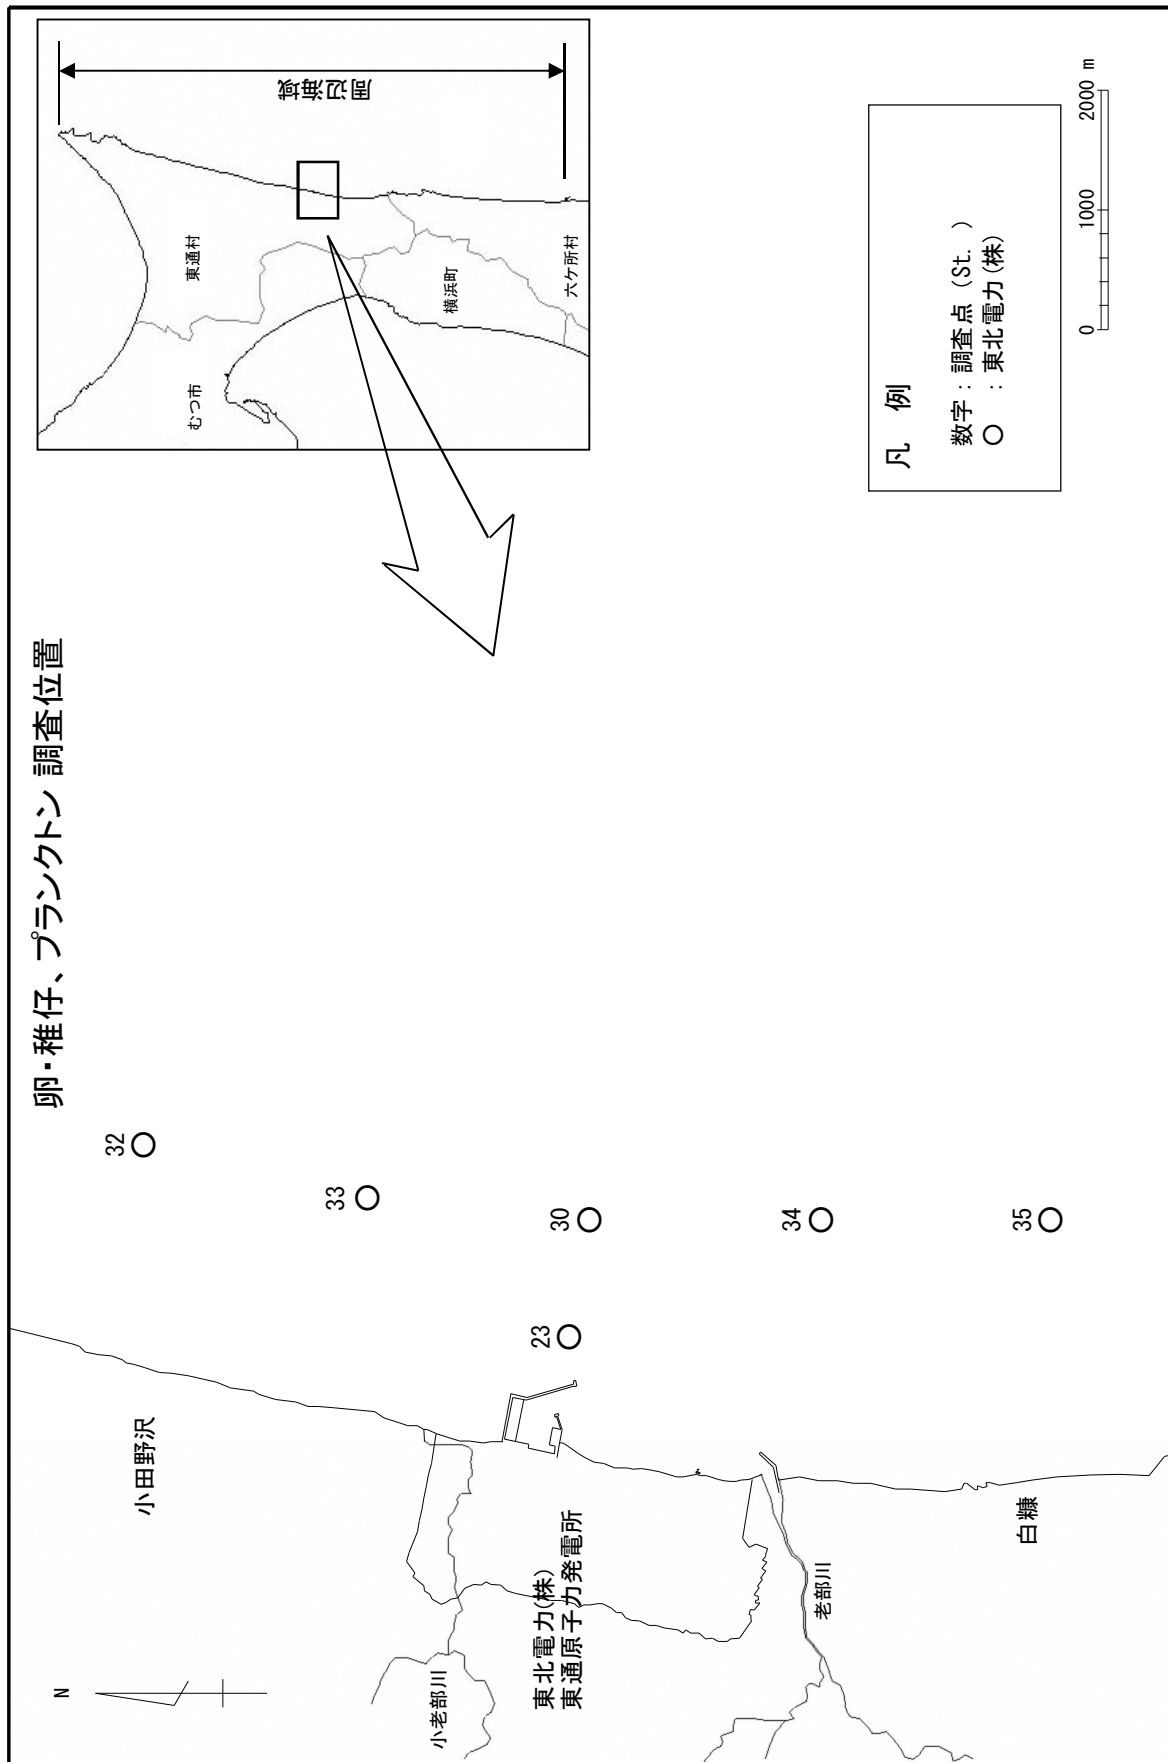 卵・稚仔、プランクトン 調査位置
N
小田野沢
小老部川
東北電力(株)
東通原子力発電所
老部川
白糠
32
33
30
23
34
35
周辺海域
むつ市
東通村
横浜町
六ケ所村
凡 例
数字 : 調査点 (St. )
○ : 東北電力(株)
0 1000 2000 m